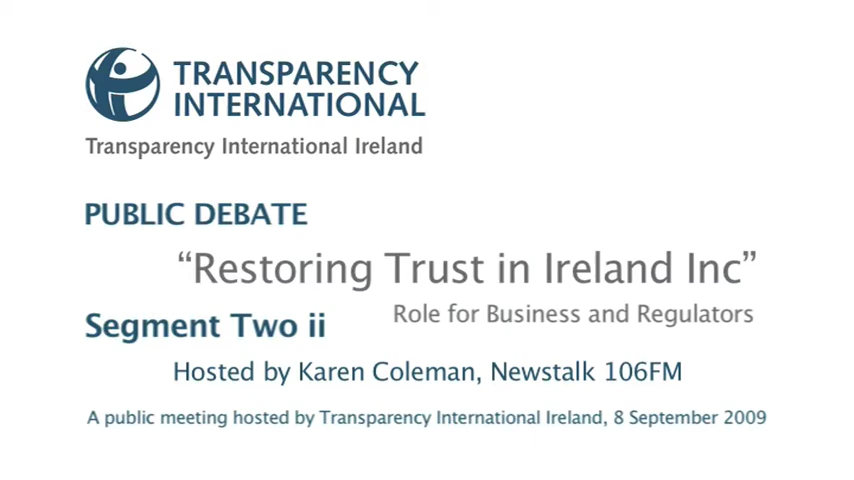 TRANSPARENCY
INTERNATIONAL
Transparency International Ireland
PUBLIC DEBATE
“Restoring Trust in Ireland Inc”
Role for Business and Regulators
Segment Two ii
Hosted by Karen Coleman, Newstalk 106FM
A public meeting hosted by Transparency International Ireland, 8 September 2009